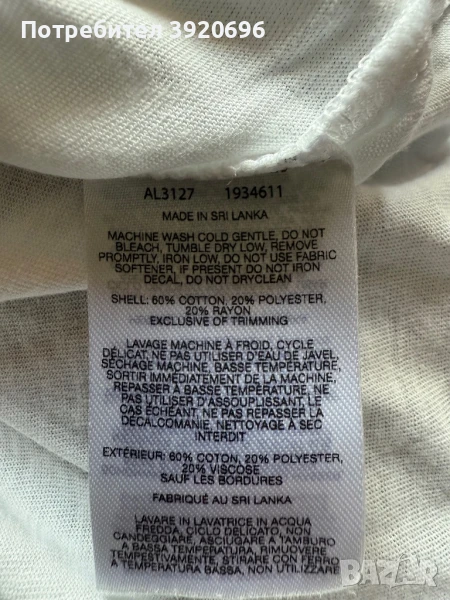 Потребител 3920696
AL3127 1934611
MADE IN SRI LANKA
MACHINE WASH COLD GENTLE, DO NOT
BLEACH, TUMBLE DRY LOW, REMOVE
PROMPTLY, IRON LOW, DO NOT USE FABRIC
SOFTENER, IF PRESENT DO NOT IRON
DECAL, DO NOT DRYCLEAN
SHELL: 60% COTTON, 20% POLYESTER,
20% RAYON
EXCLUSIVE OF TRIMMING
LAVAGE MACHINE À FROID, CYCLE
DÉLICAT, NE PAS UTILISER D'EAU DE JAVEL,
SÉCHAGE MACHINE, BASSE TEMPÉRATURE,
SORTIR IMMÉDIATEMENT DE LA MACHINE,
REPASSER À BASSE TEMPÉRATURE, NE
PAS UTILISER D'ASSOUPLISSANT, LE
CAS ÉCHÉANT, NE PAS REPASSER LA
DÉCALCOMANIE, NETTOYAGE À SEC
INTERDIT
EXTÉRIEUR: 60% COTON, 20% POLYESTER,
20% VISCOSE
SAUF LES BORDURES
FABRIQUÉ AU SRI LANKA
LAVARE IN LAVATRICE IN ACQUA
FREDDA, CICLO DELICATO, NON
CANDEGGIARE, ASCIUGARE A TAMBURO
A BASSA TEMPERATURA, RIMUOVERE
TEMPESTIVAMENTE, STIRARE CON FERRO
A TEMPERATURA BASSA, NON UTILIZZARE
BAZAR